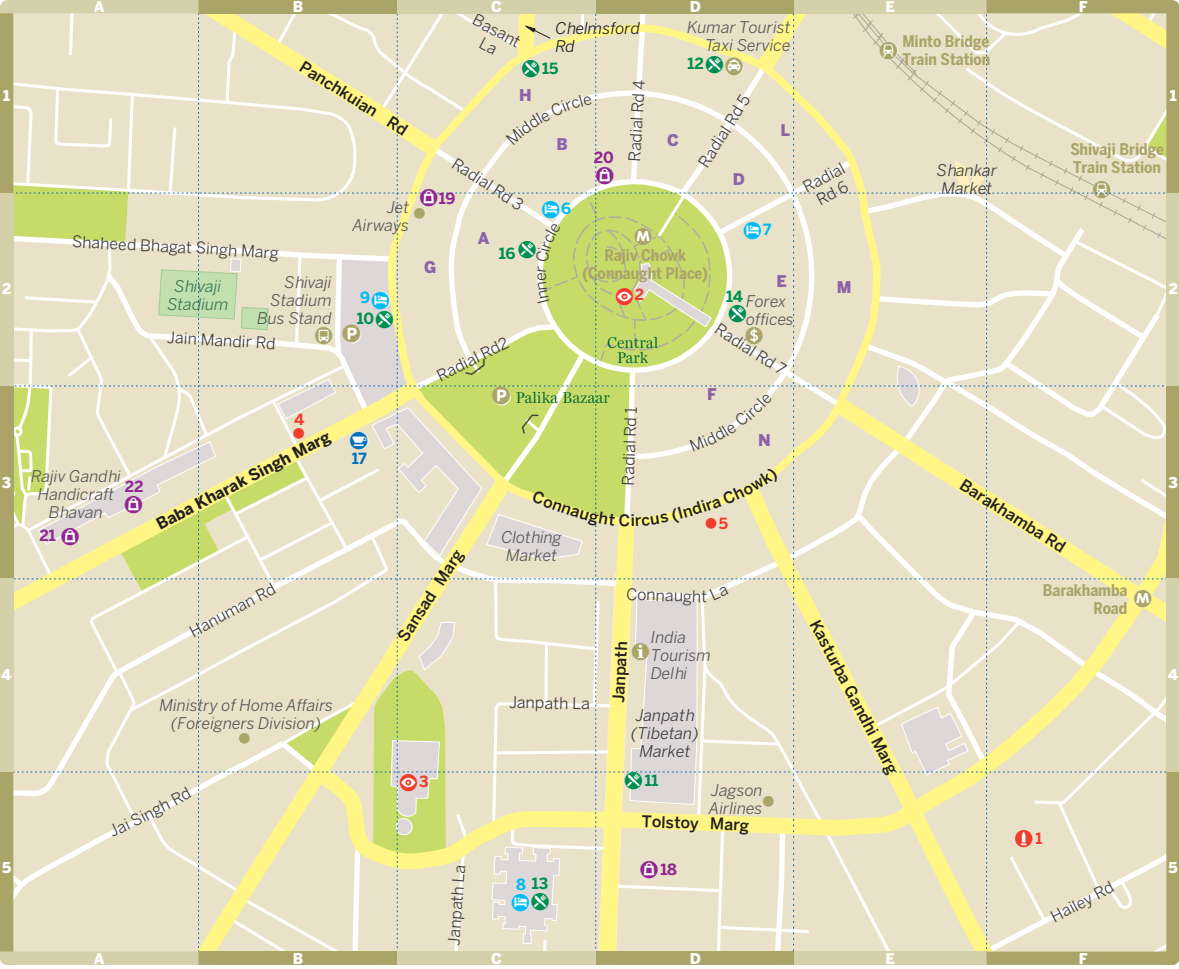 A
B
C
D
E
F
Basant
La
Chelmsford
Rd
Kumar Tourist
Taxi Service
Minto Bridge
Train Station
15
12
1
1
Panchkuian Rd
H
Middle Circle
B
Radial Rd 4
C
Radial Rd 5
L
D
20
Radial Rd 3
Radial
Rd 6
Shankar
Market
Shivaji Bridge
Train Station
19
Jet
Airways
6
7
Shaheed Bhagat Singh Marg
A
16
Inner Circle
M
Rajiv Chowk
(Connaught Place)
G
E
M
2
2
Shivaji
Stadium
Shivaji
Stadium
Bus Stand
P
9
10
2
14
Forex
offices
$
Jain Mandir Rd
Radial Rd2
Central
Park
Radial Rd 7
P
Palika Bazaar
F
Middle Circle
N
Radial Rd 1
4
17
Baba Kharak Singh Marg
Rajiv Gandhi
Handicraft
Bhavan
22
21
3
3
Connaught Circus (Indira Chowk)
5
Barakhamba Rd
Clothing
Market
Sansad Marg
Hanuman Rd
Connaught La
Barakhamba
Road
M
i
India
Tourism
Delhi
Janpath
Kasturba Gandhi Marg
4
4
Ministry of Home Affairs
(Foreigners Division)
Janpath La
Janpath
(Tibetan)
Market
3
11
Jagson
Airlines
Jai Singh Rd
Tolstoy Marg
1
5
5
18
8
13
Janpath La
Hailey Rd
A
B
C
D
E
F